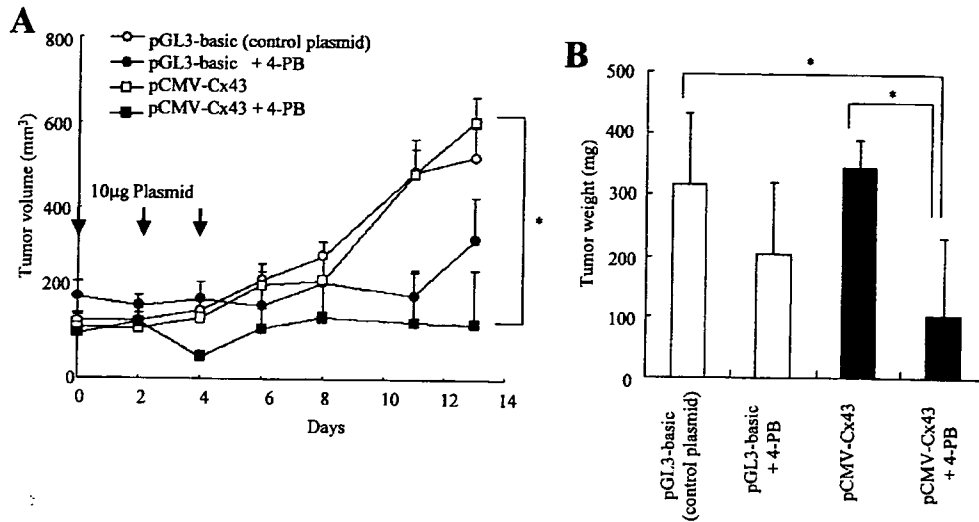 A
800
600
400
200
0
Tumor volume (mm³)
pGL3-basic (control plasmid)
pGL3-basic + 4-PB
pCMV-Cx43
pCMV-Cx43 + 4-PB
10μg Plasmid
*
0 2 4 6 8 10 12 14
Days
B
500
400
300
200
100
0
Tumor weight (mg)
*
*
pGL3-basic
(control plasmid)
pGL3-basic
+ 4-PB
pCMV-Cx43
pCMV-Cx43
+ 4-PB